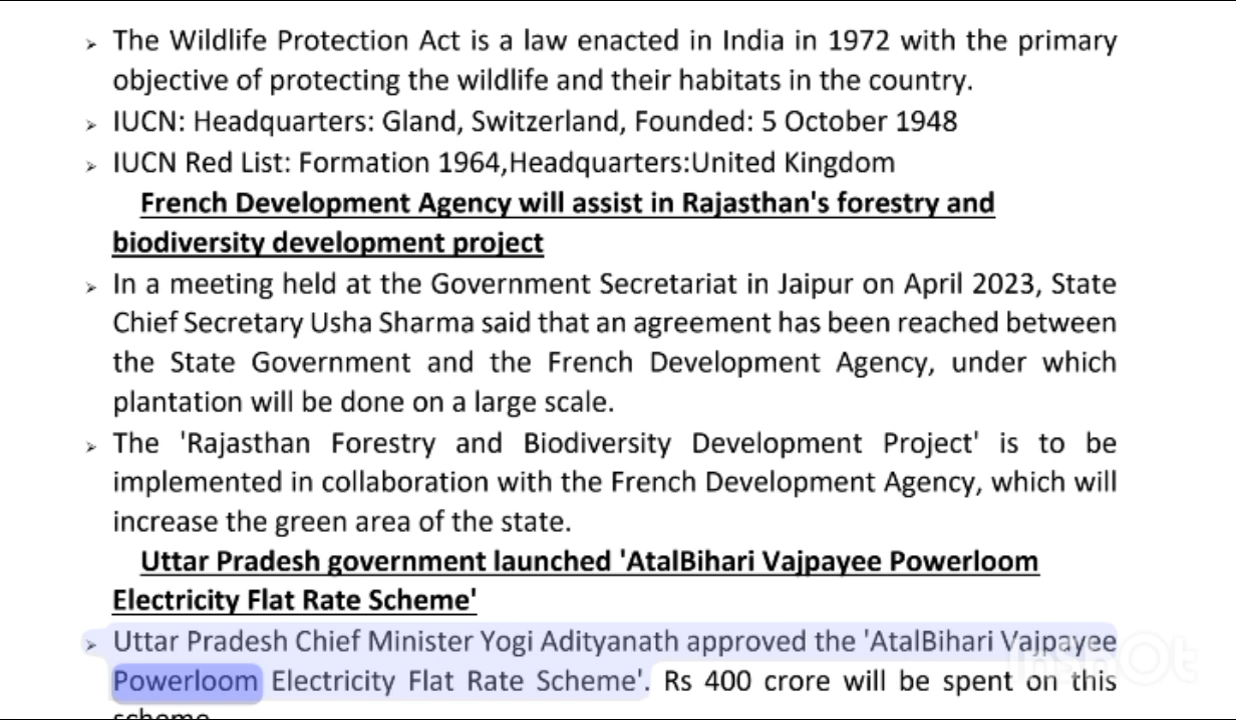 ➢ The Wildlife Protection Act is a law enacted in India in 1972 with the primary
objective of protecting the wildlife and their habitats in the country.
➢ IUCN: Headquarters: Gland, Switzerland, Founded: 5 October 1948
➢ IUCN Red List: Formation 1964,Headquarters:United Kingdom
French Development Agency will assist in Rajasthan's forestry and
biodiversity development project
➢ In a meeting held at the Government Secretariat in Jaipur on April 2023, State
Chief Secretary Usha Sharma said that an agreement has been reached between
the State Government and the French Development Agency, under which
plantation will be done on a large scale.
➢ The 'Rajasthan Forestry and Biodiversity Development Project' is to be
implemented in collaboration with the French Development Agency, which will
increase the green area of the state.
Uttar Pradesh government launched 'AtalBihari Vajpayee Powerloom
Electricity Flat Rate Scheme'
➢ Uttar Pradesh Chief Minister Yogi Adityanath approved the 'AtalBihari Vajpayee
Powerloom Electricity Flat Rate Scheme'. Rs 400 crore will be spent on this
scheme.